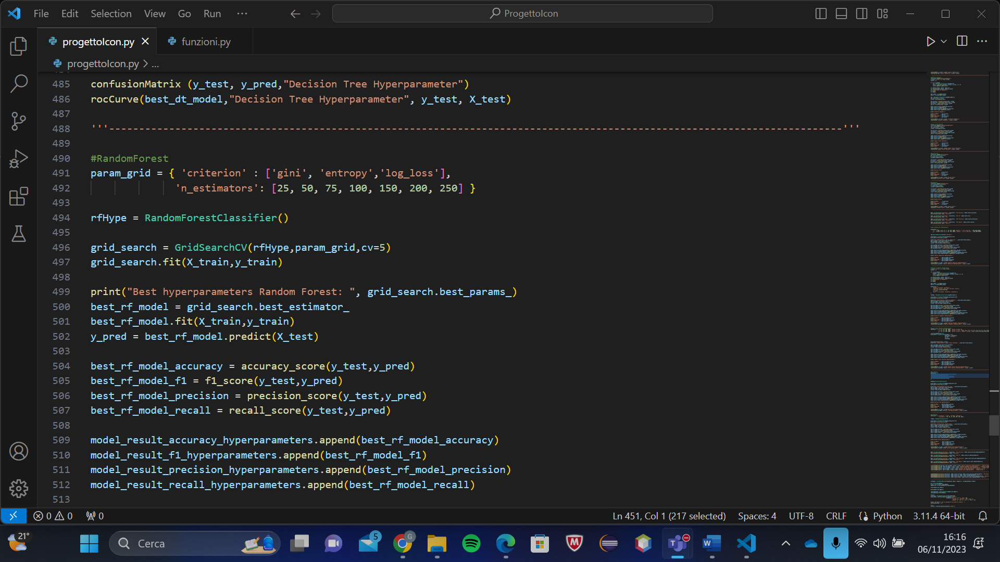 File Edit Selection View Go Run ··· ProgettoIcon
progettoIcon.py funzioni.py
progettoIcon.py > ...
485 confusionMatrix (y_test, y_pred,"Decision Tree Hyperparameter")
486 rocCurve(best_dt_model,"Decision Tree Hyperparameter", y_test, X_test)
487
488 '''--------------------------------------------------------------------------------------------------------------------------'''
489
490 #RandomForest
491 param_grid = { 'criterion' : ['gini', 'entropy','log_loss'],
492 'n_estimators': [25, 50, 75, 100, 150, 200, 250] }
493
494 rfHype = RandomForestClassifier()
495
496 grid_search = GridSearchCV(rfHype,param_grid,cv=5)
497 grid_search.fit(X_train,y_train)
498
499 print("Best hyperparameters Random Forest: ", grid_search.best_params_)
500 best_rf_model = grid_search.best_estimator_
501 best_rf_model.fit(X_train,y_train)
502 y_pred = best_rf_model.predict(X_test)
503
504 best_rf_model_accuracy = accuracy_score(y_test,y_pred)
505 best_rf_model_f1 = f1_score(y_test,y_pred)
506 best_rf_model_precision = precision_score(y_test,y_pred)
507 best_rf_model_recall = recall_score(y_test,y_pred)
508
509 model_result_accuracy_hyperparameters.append(best_rf_model_accuracy)
510 model_result_f1_hyperparameters.append(best_rf_model_f1)
511 model_result_precision_hyperparameters.append(best_rf_model_precision)
512 model_result_recall_hyperparameters.append(best_rf_model_recall)
513
0 0 0 Ln 451, Col 1 (217 selected) Spaces: 4 UTF-8 CRLF Python 3.11.4 64-bit
21° Cerca 5 G 16:16
06/11/2023